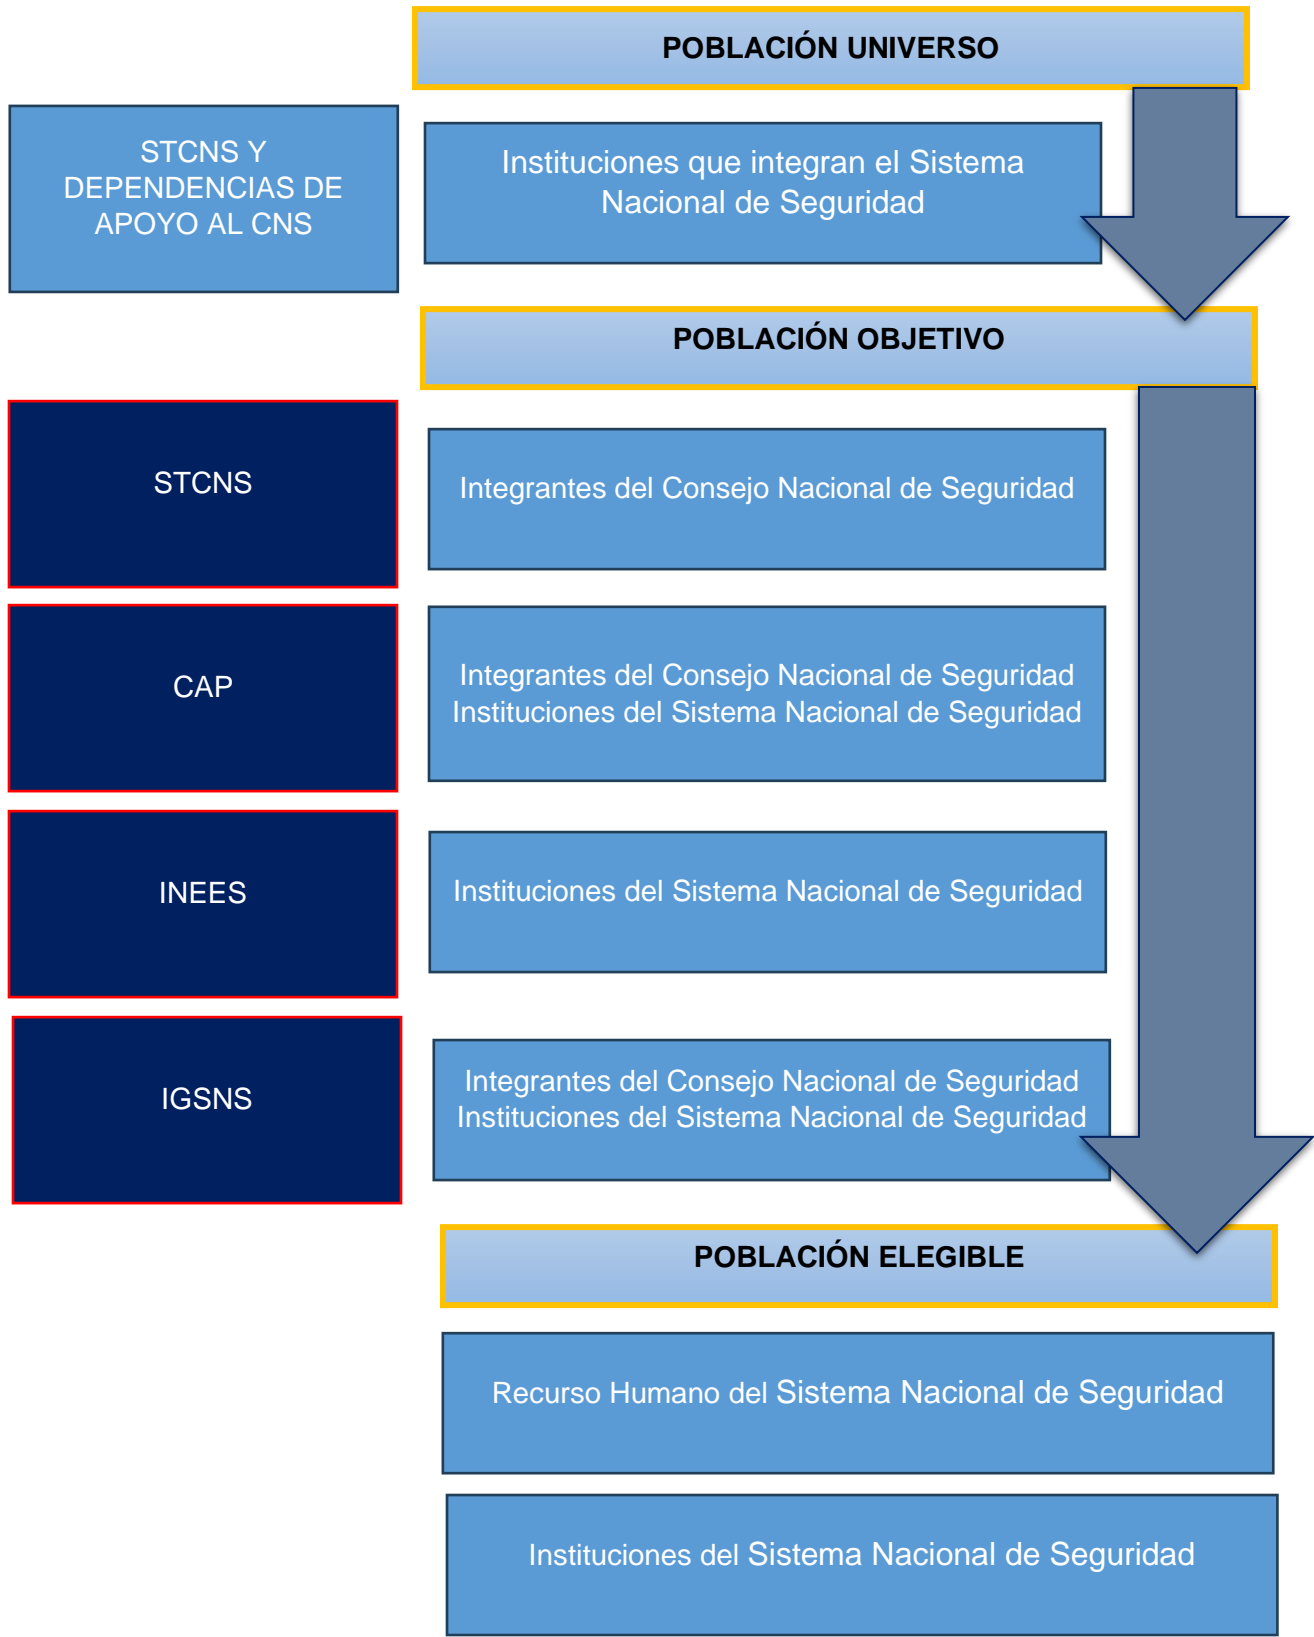 POBLACIÓN UNIVERSO
STCNS Y
DEPENDENCIAS DE
APOYO AL CNS
Instituciones que integran el Sistema
Nacional de Seguridad
POBLACIÓN OBJETIVO
STCNS
Integrantes del Consejo Nacional de Seguridad
CAP
Integrantes del Consejo Nacional de Seguridad
Instituciones del Sistema Nacional de Seguridad
INEES
Instituciones del Sistema Nacional de Seguridad
IGSNS
Integrantes del Consejo Nacional de Seguridad
Instituciones del Sistema Nacional de Seguridad
POBLACIÓN ELEGIBLE
Recurso Humano del Sistema Nacional de Seguridad
Instituciones del Sistema Nacional de Seguridad